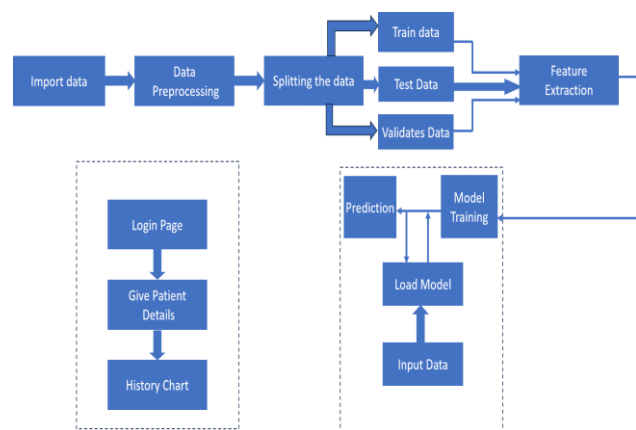 Import data
Data
Preprocessing
Splitting the data
Train data
Test Data
Validates Data
Feature
Extraction
Login Page
Give Patient
Details
History Chart
Prediction
Model
Training
Load Model
Input Data